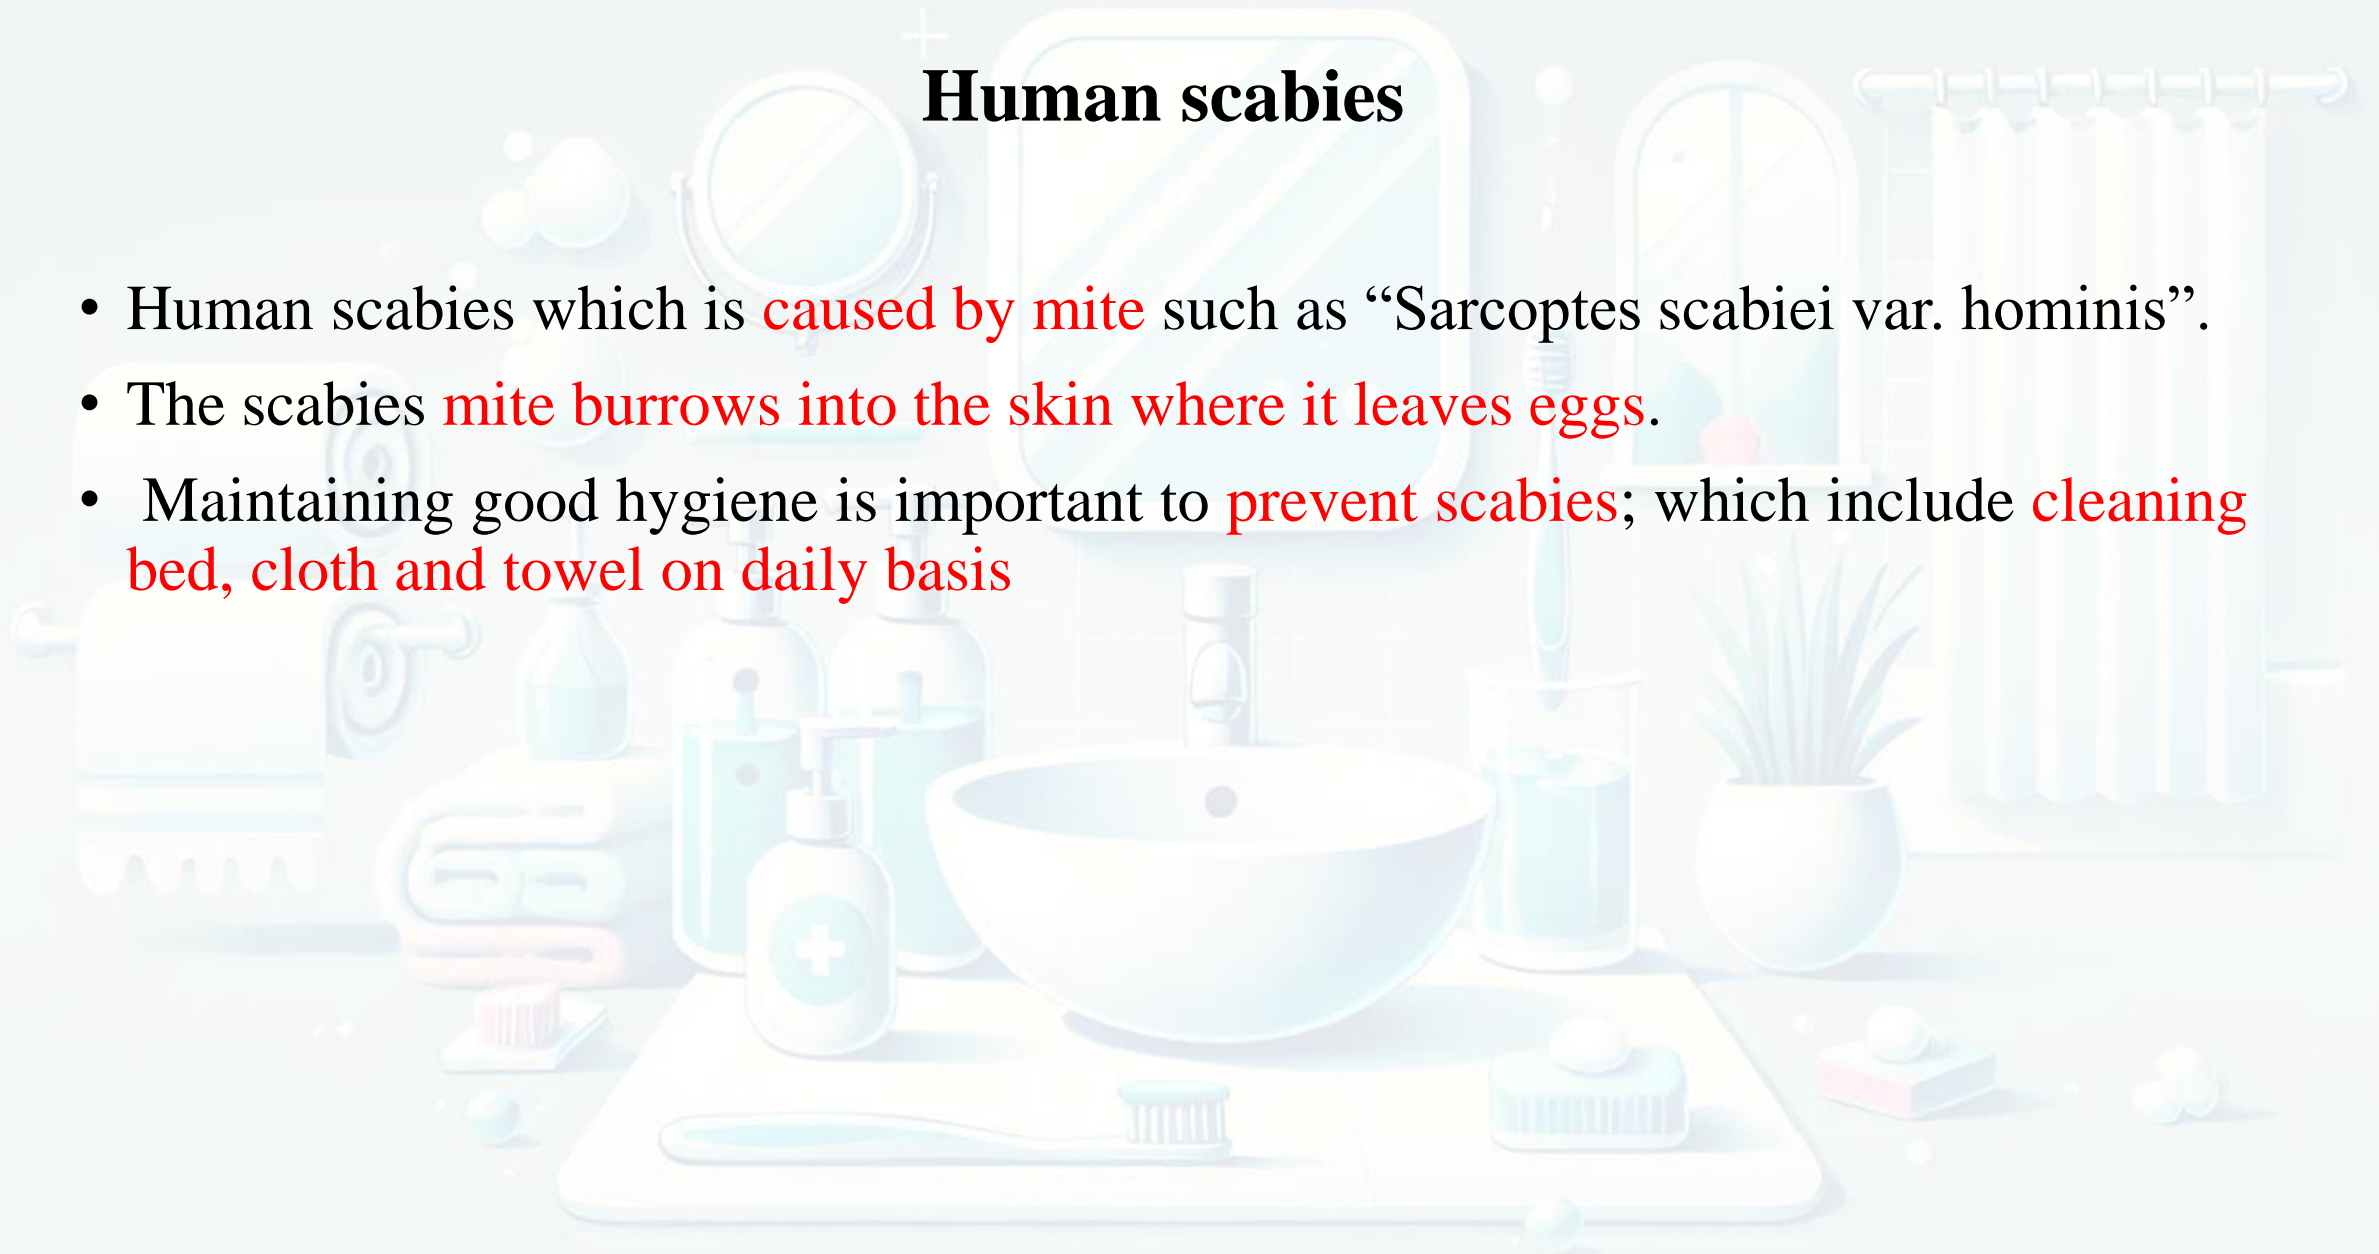 Human scabies
• Human scabies which is caused by mite such as “Sarcoptes scabiei var. hominis”.
• The scabies mite burrows into the skin where it leaves eggs.
• Maintaining good hygiene is important to prevent scabies; which include cleaning
bed, cloth and towel on daily basis